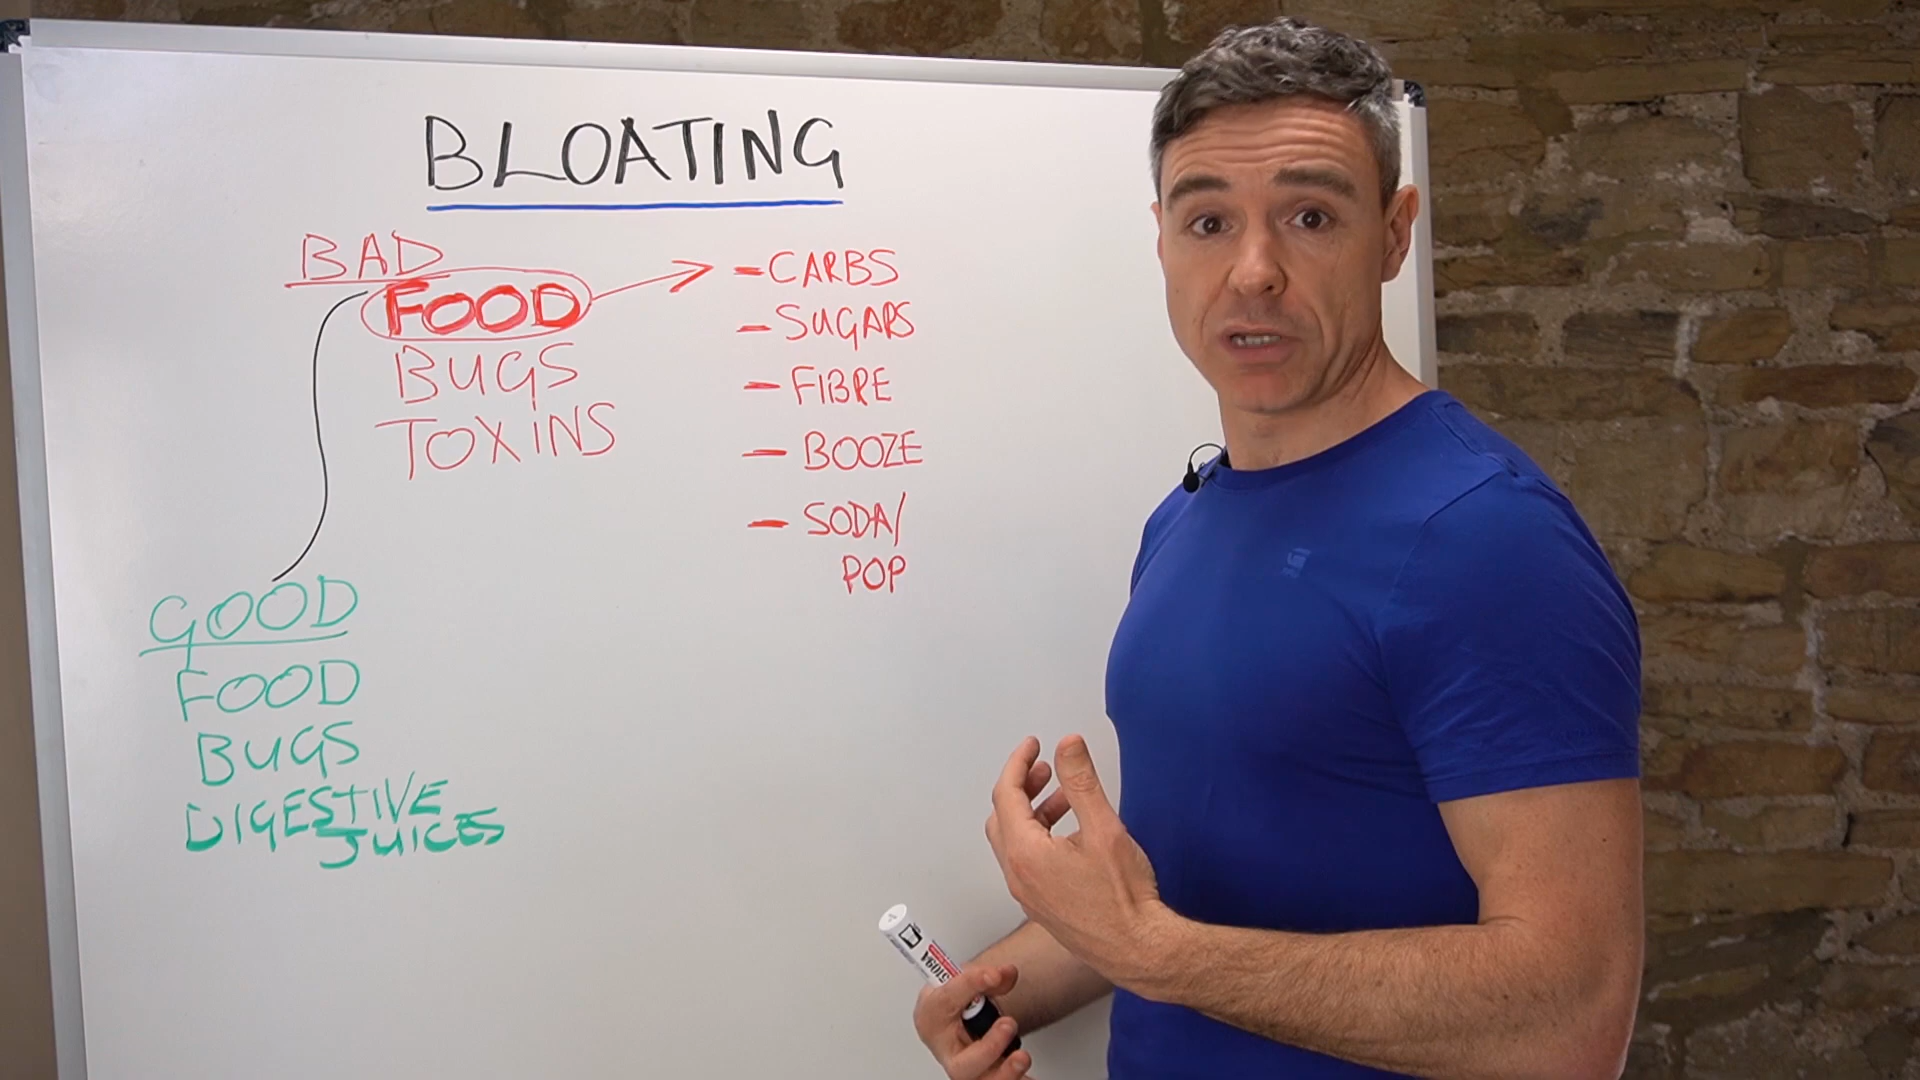 BLOATING
BAD
FOOD
BUGS
TOXINS
- CARBS
- SUGARS
- FIBRE
- BOOZE
- SODA/
POP
GOOD
FOOD
BUGS
DIGESTIVE
JUICES